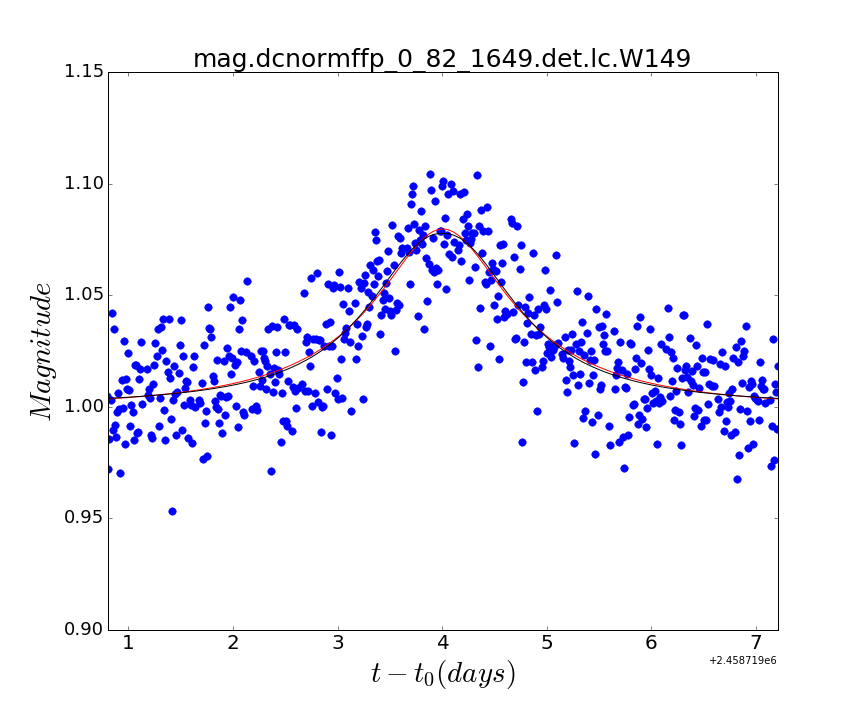 mag.dcnormffp_0_82_1649.det.lc.W149
1.15
1.10
1.05
1.00
0.95
0.90
Magnitude
1 2 3 4 5 6 7
+2.458719e6
t − t₀(days)